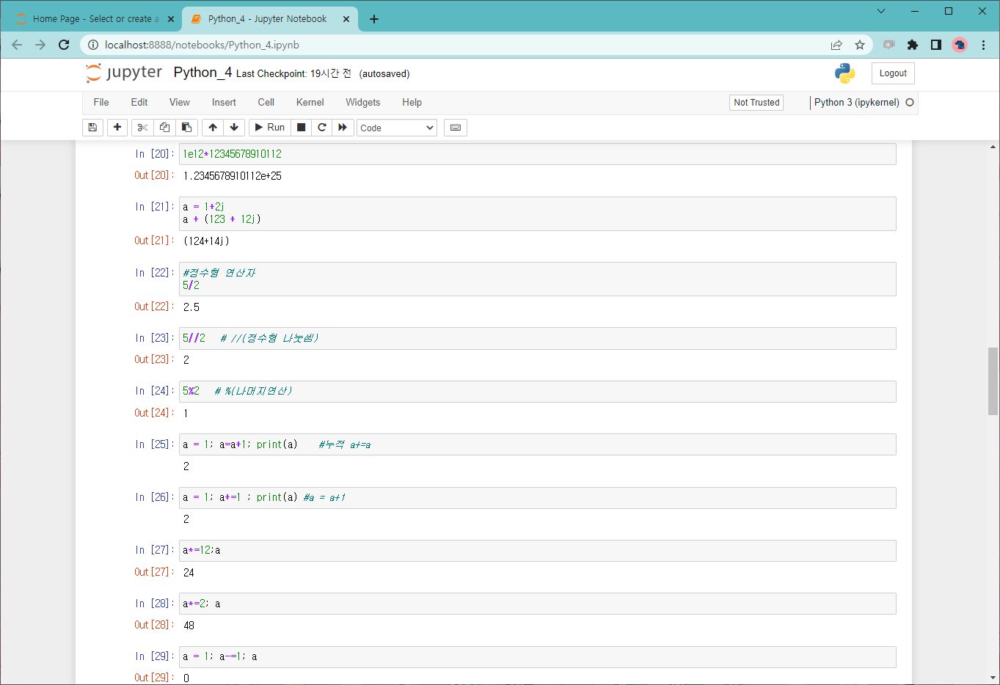 Home Page - Select or create a
Python_4 - Jupyter Notebook
localhost:8888/notebooks/Python_4.ipynb
jupyter Python_4 Last Checkpoint: 19시간 전 (autosaved)
Logout
File Edit View Insert Cell Kernel Widgets Help
Not Trusted
Python 3 (ipykernel)
Run
Code
In [20]: 1e12*12345678910112
Out[20]: 1.2345678910112e+25
In [21]: a = 1+2j
a + (123 + 12j)
Out[21]: (124+14j)
In [22]: #정수형 연산자
5/2
Out[22]: 2.5
In [23]: 5//2 # //(정수형 나눗셈)
Out[23]: 2
In [24]: 5%2 # %(나머지연산)
Out[24]: 1
In [25]: a = 1; a=a+1; print(a) #누적 a+=a
2
In [26]: a = 1; a+=1 ; print(a) #a = a+1
2
In [27]: a*=12;a
Out[27]: 24
In [28]: a*=2; a
Out[28]: 48
In [29]: a = 1; a-=1; a
Out[29]: 0